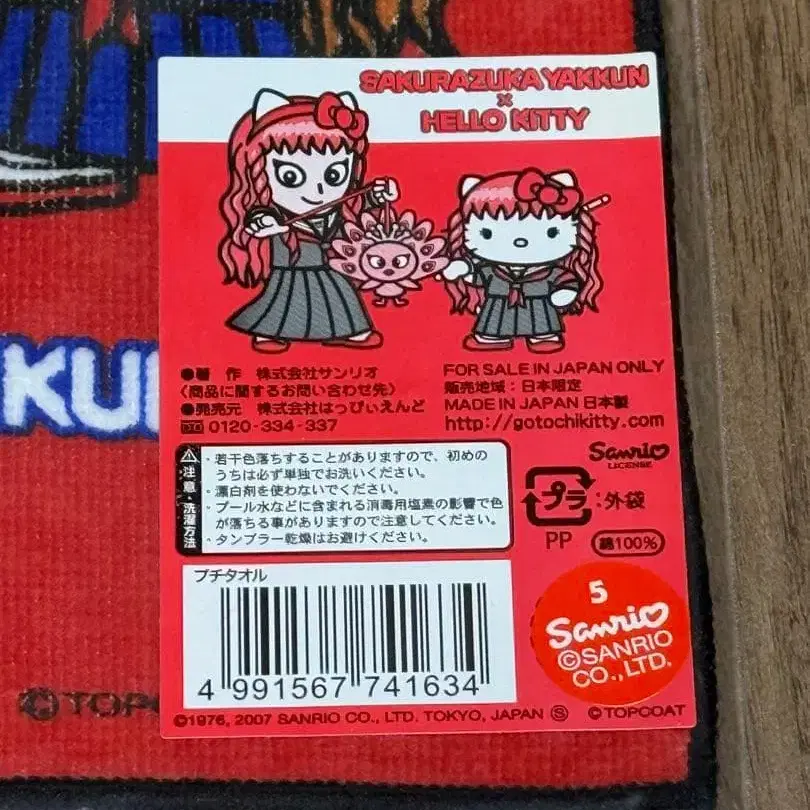 SAKURAZUKA YAKKUN
×
HELLO KITTY
●著 作 株式会社サンリオ
〈商品に関するお問い合わせ先〉
●発売元 株式会社はっぴぃえんど
0120-334-337
FOR SALE IN JAPAN ONLY
販売地域：日本限定
MADE IN JAPAN 日本製
http://gotochikitty.com
Sanrio
LICENSE
注意・洗濯方法
・若干色落ちすることがありますので、初めの
うちは必ず単独でお洗いください。
・漂白剤を使わないでください。
・プール水などに含まれる消毒用塩素の影響で色
が落ちる事がありますので注意してください。
・タンブラー乾燥はお避けください。
プラ：外袋
PP 綿100%
プチタオル
4 991567 741634
5
Sanrio
©SANRIO
CO., LTD.
©1976, 2007 SANRIO CO., LTD. TOKYO, JAPAN Ⓢ ©TOPCOAT
KU
©TOP